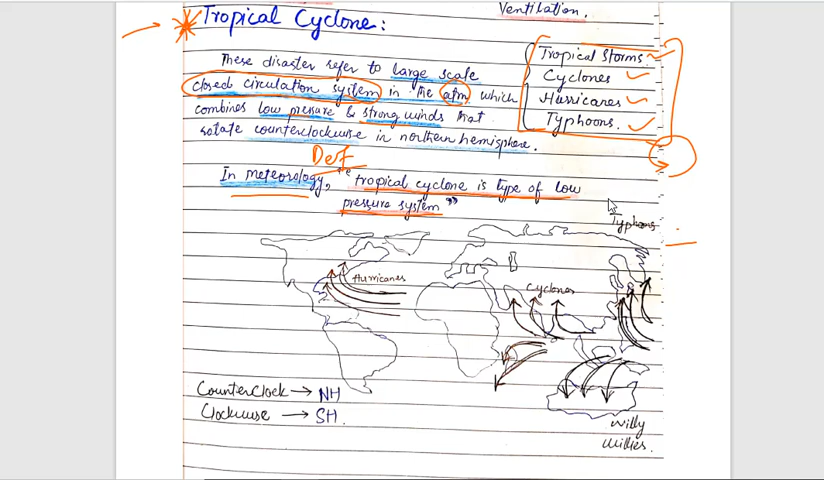 Ventilation.
Tropical Cyclone:
Tropical Storms.
Cyclones
Hurricanes
Typhoons.
These disaster refer to large scale
closed circulation system in the atm which
combines low pressure & strong winds that
rotate counterclockwise in northern hemisphere.
Def
In meteorology, "tropical cyclone is type of low
pressure system"
Typhoons
Hurricanes
Cyclones
CounterClock → NH
Clockwise → SH.
Willy
Willies.